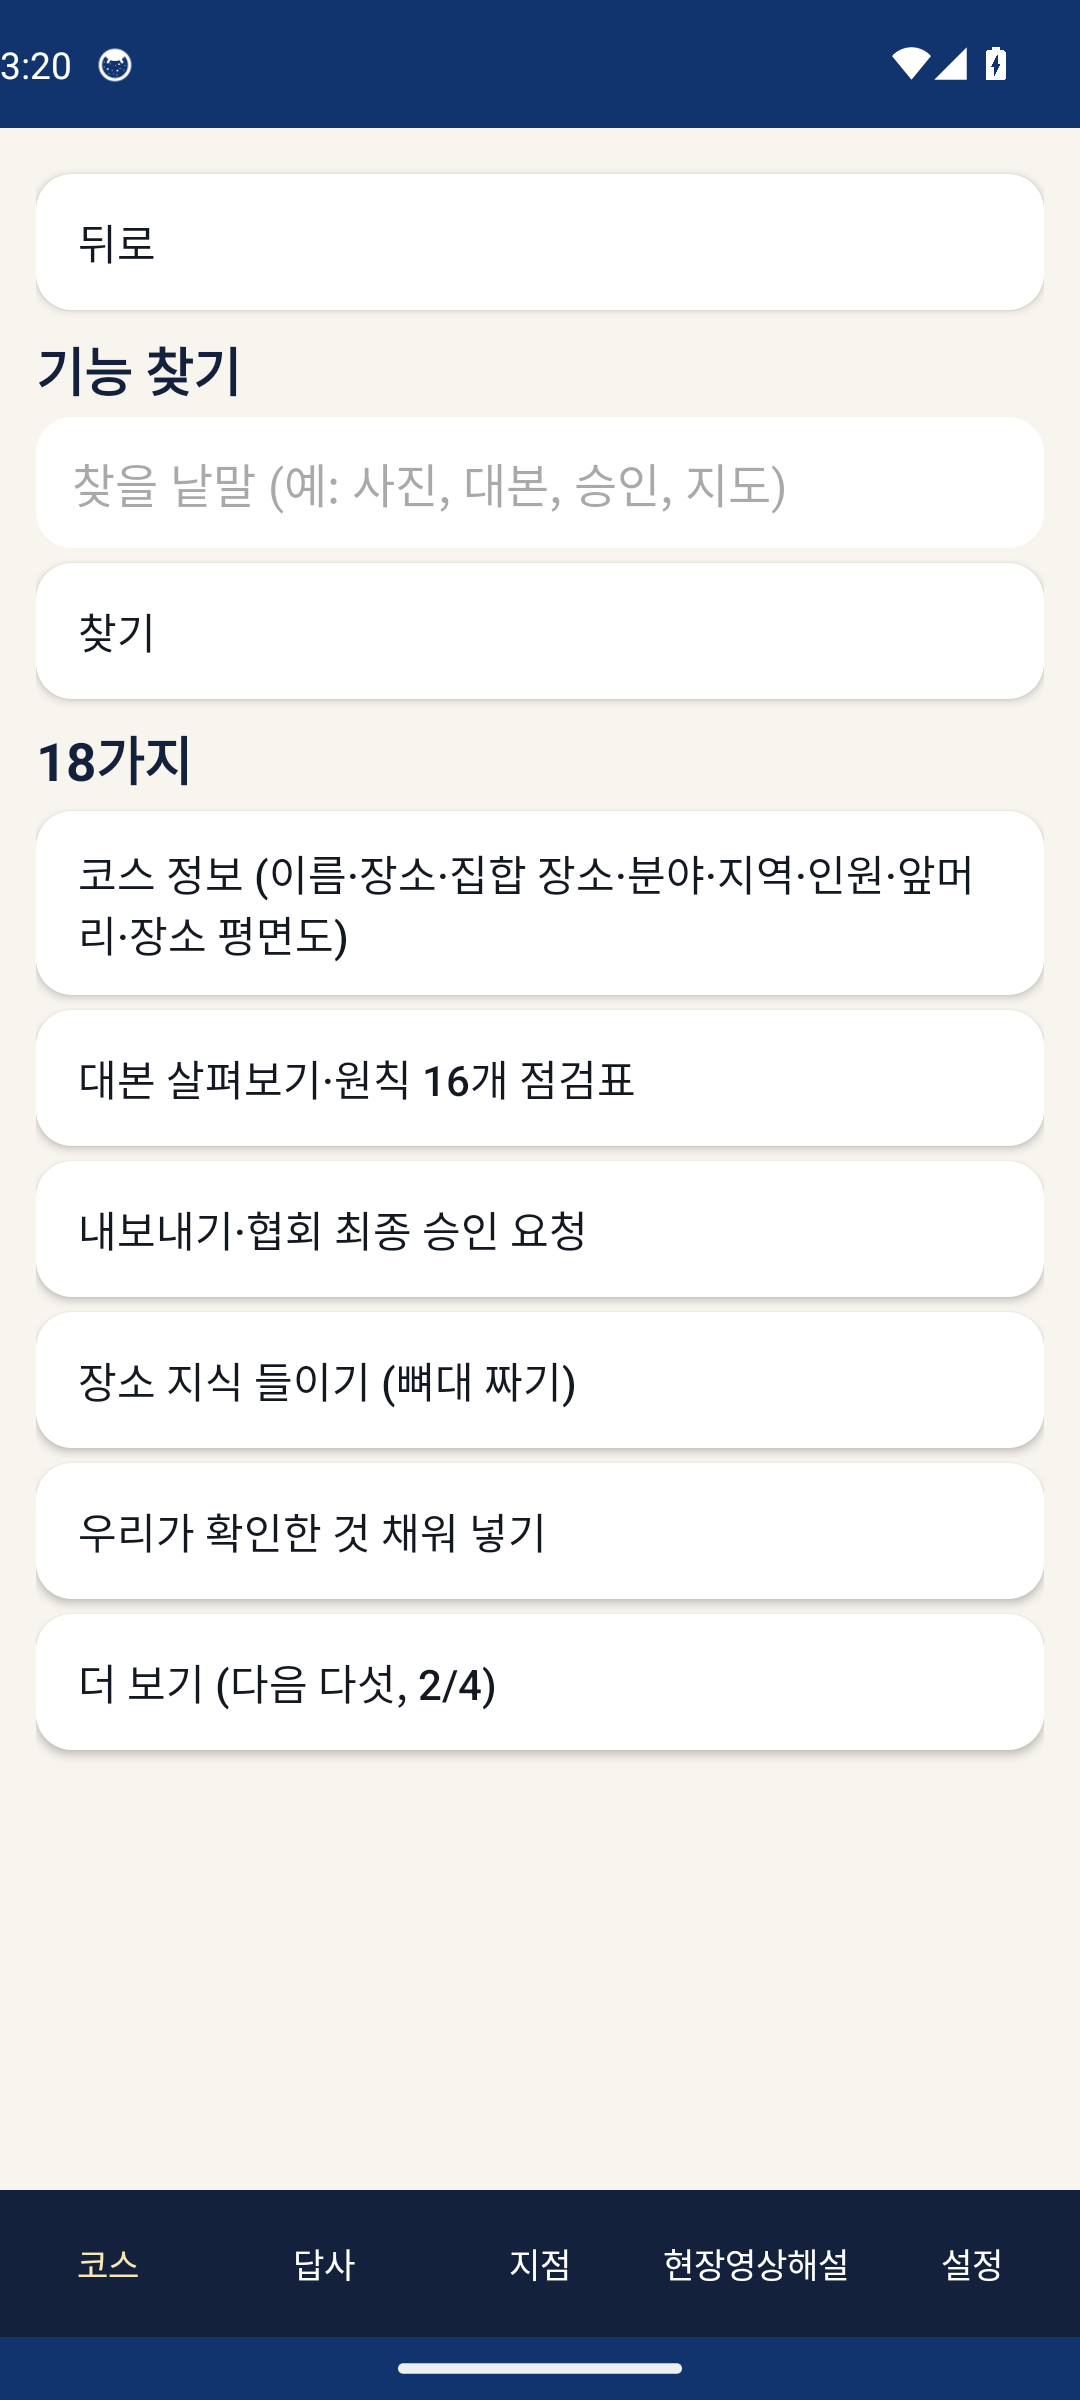 3:20
뒤로
기능 찾기
찾을 낱말 (예: 사진, 대본, 승인, 지도)
찾기
18가지
코스 정보 (이름·장소·집합 장소·분야·지역·인원·앞머
리·장소 평면도)
대본 살펴보기·원칙 16개 점검표
내보내기·협회 최종 승인 요청
장소 지식 들이기 (뼈대 짜기)
우리가 확인한 것 채워 넣기
더 보기 (다음 다섯, 2/4)
코스 답사 지점 현장영상해설 설정